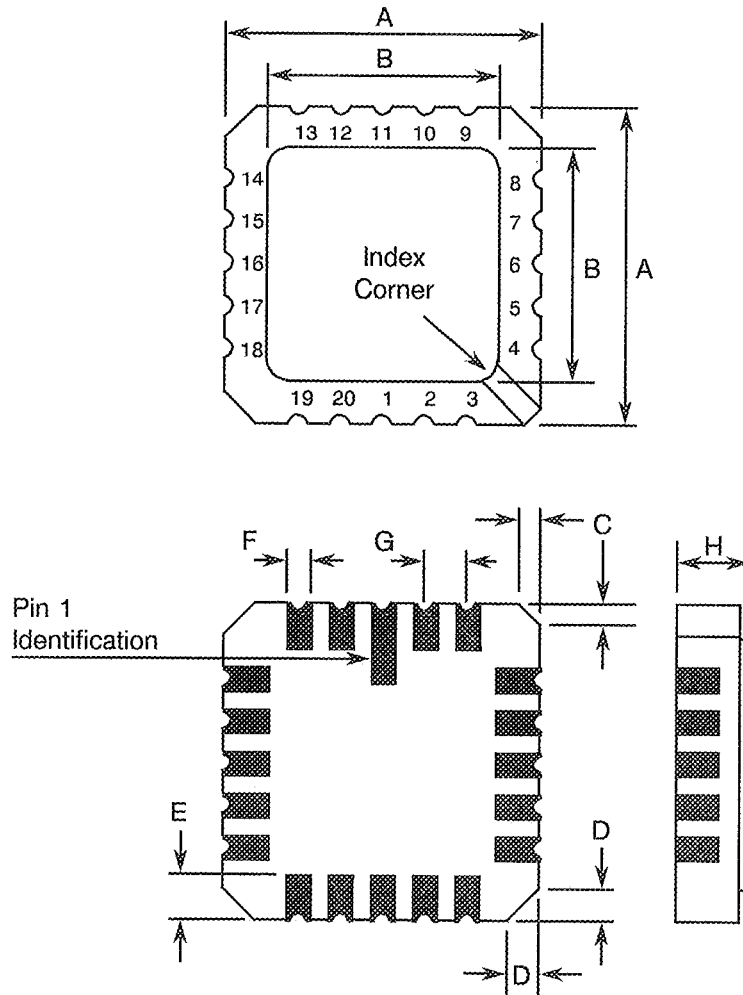 A
B
13 12 11 10 9
14 8
15 7
16 6
17 5
18 4
Index
Corner
B A
19 20 1 2 3
F G C H
Pin 1
Identification
E D
D